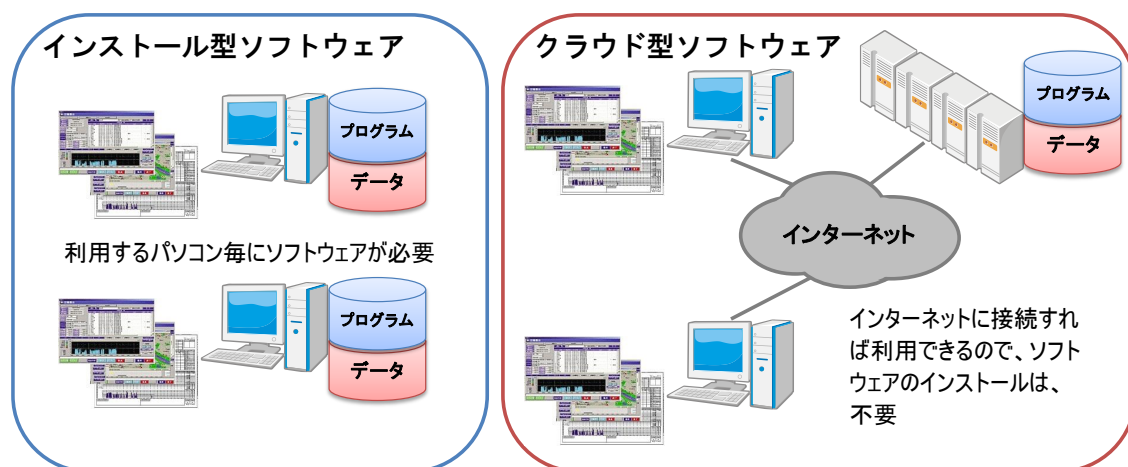 インストール型ソフトウェア
プログラム
データ
利用するパソコン毎にソフトウェアが必要
プログラム
データ
クラウド型ソフトウェア
プログラム
データ
インターネット
インターネットに接続すれ
ば利用できるので、ソフト
ウェアのインストールは、
不要